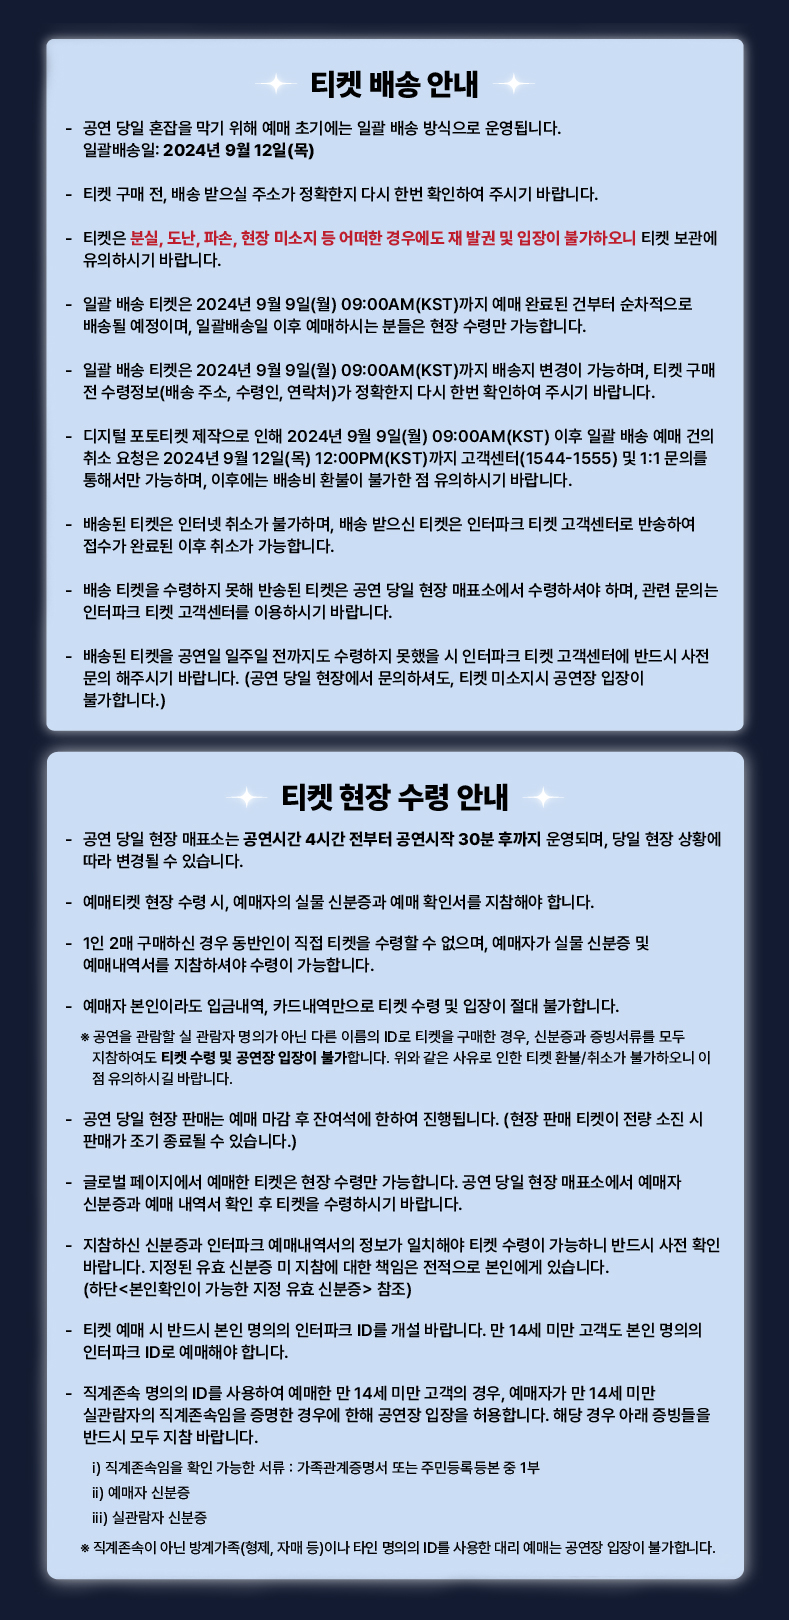 티켓 배송 안내
- 공연 당일 혼잡을 막기 위해 예매 초기에는 일괄 배송 방식으로 운영됩니다.
일괄배송일: 2024년 9월 12일(목)
- 티켓 구매 전, 배송 받으실 주소가 정확한지 다시 한번 확인하여 주시기 바랍니다.
- 티켓은 분실, 도난, 파손, 현장 미소지 등 어떠한 경우에도 재 발권 및 입장이 불가하오니 티켓 보관에
유의하시기 바랍니다.
- 일괄 배송 티켓은 2024년 9월 9일(월) 09:00AM(KST)까지 예매 완료된 건부터 순차적으로
배송될 예정이며, 일괄배송일 이후 예매하시는 분들은 현장 수령만 가능합니다.
- 일괄 배송 티켓은 2024년 9월 9일(월) 09:00AM(KST)까지 배송지 변경이 가능하며, 티켓 구매
전 수령정보(배송 주소, 수령인, 연락처)가 정확한지 다시 한번 확인하여 주시기 바랍니다.
- 디지털 포토티켓 제작으로 인해 2024년 9월 9일(월) 09:00AM(KST) 이후 일괄 배송 예매 건의
취소 요청은 2024년 9월 12일(목) 12:00PM(KST)까지 고객센터(1544-1555) 및 1:1 문의를
통해서만 가능하며, 이후에는 배송비 환불이 불가한 점 유의하시기 바랍니다.
- 배송된 티켓은 인터넷 취소가 불가하며, 배송 받으신 티켓은 인터파크 티켓 고객센터로 반송하여
접수가 완료된 이후 취소가 가능합니다.
- 배송 티켓을 수령하지 못해 반송된 티켓은 공연 당일 현장 매표소에서 수령하셔야 하며, 관련 문의는
인터파크 티켓 고객센터를 이용하시기 바랍니다.
- 배송된 티켓을 공연일 일주일 전까지도 수령하지 못했을 시 인터파크 티켓 고객센터에 반드시 사전
문의 해주시기 바랍니다. (공연 당일 현장에서 문의하셔도, 티켓 미소지시 공연장 입장이
불가합니다.)
티켓 현장 수령 안내
- 공연 당일 현장 매표소는 공연시간 4시간 전부터 공연시작 30분 후까지 운영되며, 당일 현장 상황에
따라 변경될 수 있습니다.
- 예매티켓 현장 수령 시, 예매자의 실물 신분증과 예매 확인서를 지참해야 합니다.
- 1인 2매 구매하신 경우 동반인이 직접 티켓을 수령할 수 없으며, 예매자가 실물 신분증 및
예매내역서를 지참하셔야 수령이 가능합니다.
- 예매자 본인이라도 입금내역, 카드내역만으로 티켓 수령 및 입장이 절대 불가합니다.
※ 공연을 관람할 실 관람자 명의가 아닌 다른 이름의 ID로 티켓을 구매한 경우, 신분증과 증빙서류를 모두
지참하여도 티켓 수령 및 공연장 입장이 불가합니다. 위와 같은 사유로 인한 티켓 환불/취소가 불가하오니 이
점 유의하시길 바랍니다.
- 공연 당일 현장 판매는 예매 마감 후 잔여석에 한하여 진행됩니다. (현장 판매 티켓이 전량 소진 시
판매가 조기 종료될 수 있습니다.)
- 글로벌 페이지에서 예매한 티켓은 현장 수령만 가능합니다. 공연 당일 현장 매표소에서 예매자
신분증과 예매 내역서 확인 후 티켓을 수령하시기 바랍니다.
- 지참하신 신분증과 인터파크 예매내역서의 정보가 일치해야 티켓 수령이 가능하니 반드시 사전 확인
바랍니다. 지정된 유효 신분증 미 지참에 대한 책임은 전적으로 본인에게 있습니다.
(하단<본인확인이 가능한 지정 유효 신분증> 참조)
- 티켓 예매 시 반드시 본인 명의의 인터파크 ID를 개설 바랍니다. 만 14세 미만 고객도 본인 명의의
인터파크 ID로 예매해야 합니다.
- 직계존속 명의의 ID를 사용하여 예매한 만 14세 미만 고객의 경우, 예매자가 만 14세 미만
실관람자의 직계존속임을 증명한 경우에 한해 공연장 입장을 허용합니다. 해당 경우 아래 증빙들을
반드시 모두 지참 바랍니다.
i) 직계존속임을 확인 가능한 서류 : 가족관계증명서 또는 주민등록등본 중 1부
ii) 예매자 신분증
iii) 실관람자 신분증
※ 직계존속이 아닌 방계가족(형제, 자매 등)이나 타인 명의의 ID를 사용한 대리 예매는 공연장 입장이 불가합니다.